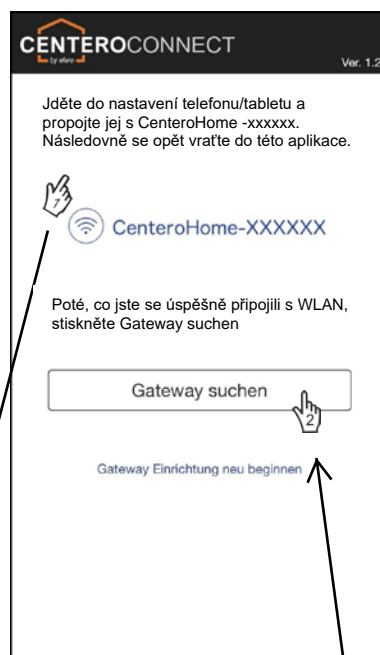 CENTEROCONNECT
by elero
Ver. 1.2
Jděte do nastavení telefonu/tabletu a
propojte jej s CenteroHome -xxxxxx.
Následovně se opět vraťte do této aplikace.
1
CenteroHome-XXXXXX
Poté, co jste se úspěšně připojili s WLAN,
stiskněte Gateway suchen
Gateway suchen
2
Gateway Einrichtung neu beginnen